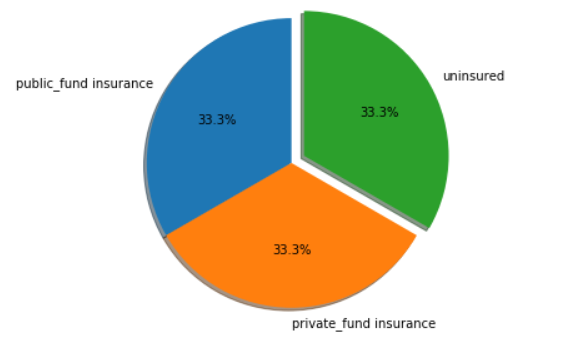 uninsured
public_fund insurance
33.3%
33.3%
33.3%
private_fund insurance